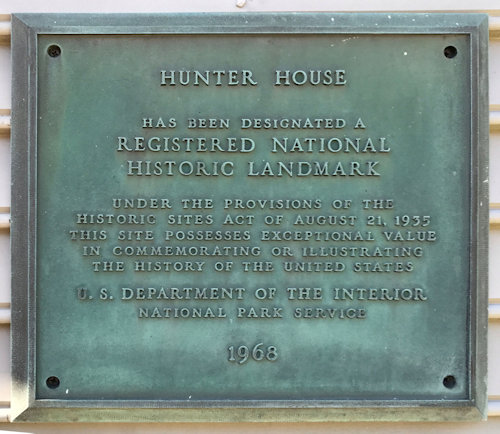 HUNTER HOUSE
HAS BEEN DESIGNATED A
REGISTERED NATIONAL
HISTORIC LANDMARK
UNDER THE PROVISIONS OF THE
HISTORIC SITES ACT OF AUGUST 21, 1935
THIS SITE POSSESSES EXCEPTIONAL VALUE
IN COMMEMORATING OR ILLUSTRATING
THE HISTORY OF THE UNITED STATES
U. S. DEPARTMENT OF THE INTERIOR
NATIONAL PARK SERVICE
1968